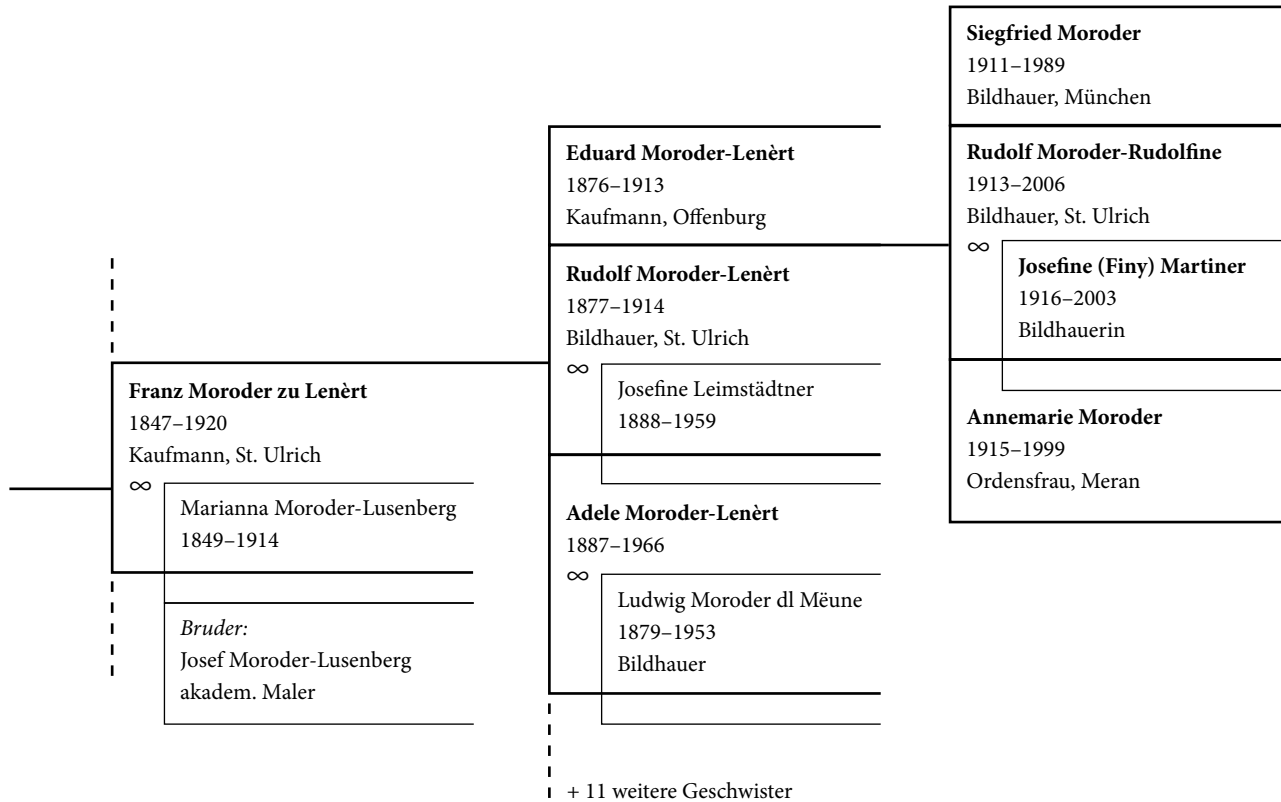 Siegfried Moroder
1911–1989
Bildhauer, München
Eduard Moroder-Lenèrt
1876–1913
Kaufmann, Offenburg
Rudolf Moroder-Rudolfine
1913–2006
Bildhauer, St. Ulrich
∞
Josefine (Finy) Martiner
1916–2003
Bildhauerin
Rudolf Moroder-Lenèrt
1877–1914
Bildhauer, St. Ulrich
∞
Josefine Leimstädtner
1888–1959
Franz Moroder zu Lenèrt
1847–1920
Kaufmann, St. Ulrich
∞
Marianna Moroder-Lusenberg
1849–1914
Annemarie Moroder
1915–1999
Ordensfrau, Meran
Adele Moroder-Lenèrt
1887–1966
∞
Ludwig Moroder dl Mëune
1879–1953
Bildhauer
Bruder:
Josef Moroder-Lusenberg
akadem. Maler
+ 11 weitere Geschwister